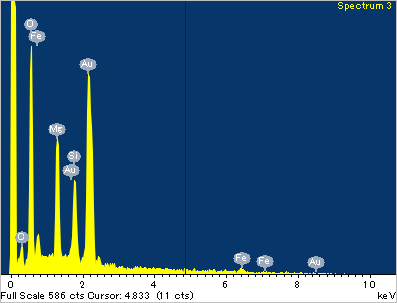 Spectrum 3
O
Fe
Au
Mg
Si
Au
C
Fe
Fe
Au
0 2 4 6 8 10
Full Scale 586 cts Cursor: 4.833 (11 cts) keV